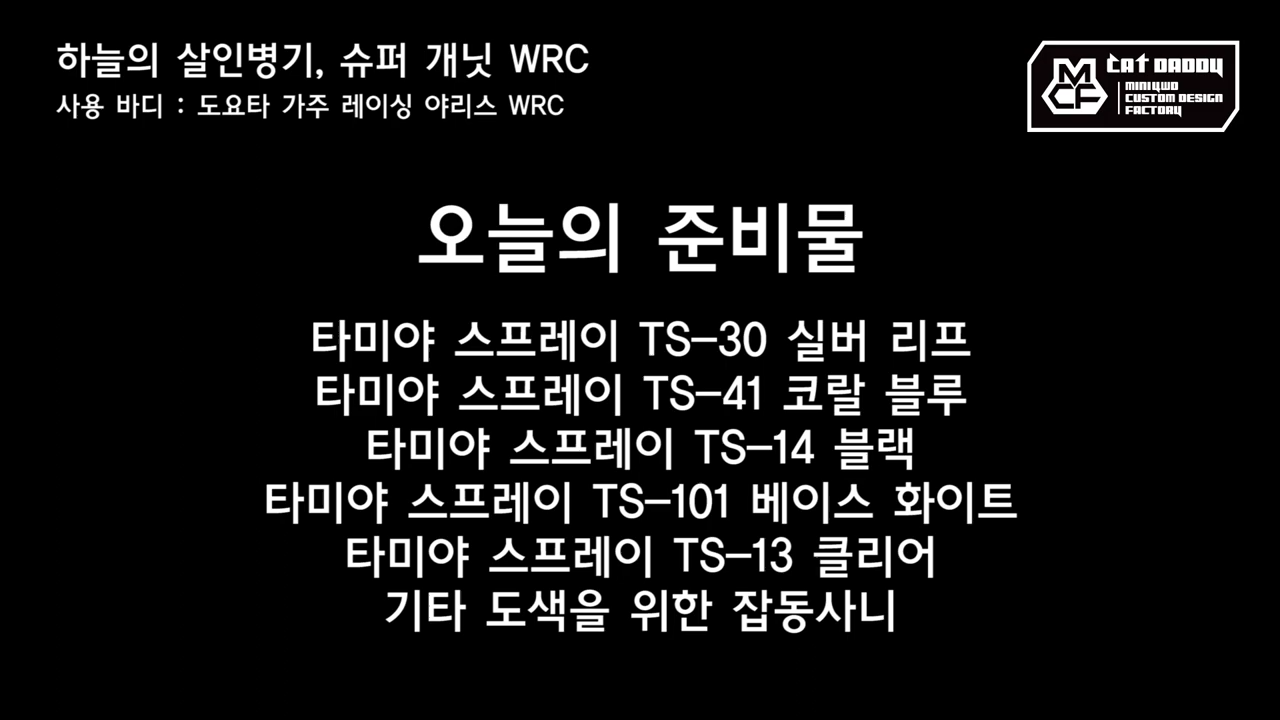 하늘의 살인병기, 슈퍼 개닛 WRC
사용 바디 : 도요타 가주 레이싱 야리스 WRC
MCF
CAT DADDY
MINI4WD
CUSTOM DESIGN
FACTORY
오늘의 준비물
타미야 스프레이 TS-30 실버 리프
타미야 스프레이 TS-41 코랄 블루
타미야 스프레이 TS-14 블랙
타미야 스프레이 TS-101 베이스 화이트
타미야 스프레이 TS-13 클리어
기타 도색을 위한 잡동사니